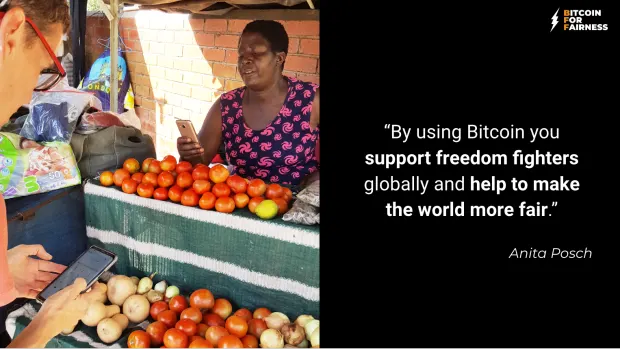 BITCOIN
FOR
FAIRNESS
“By using Bitcoin you
support freedom fighters
globally and help to make
the world more fair.”
Anita Posch